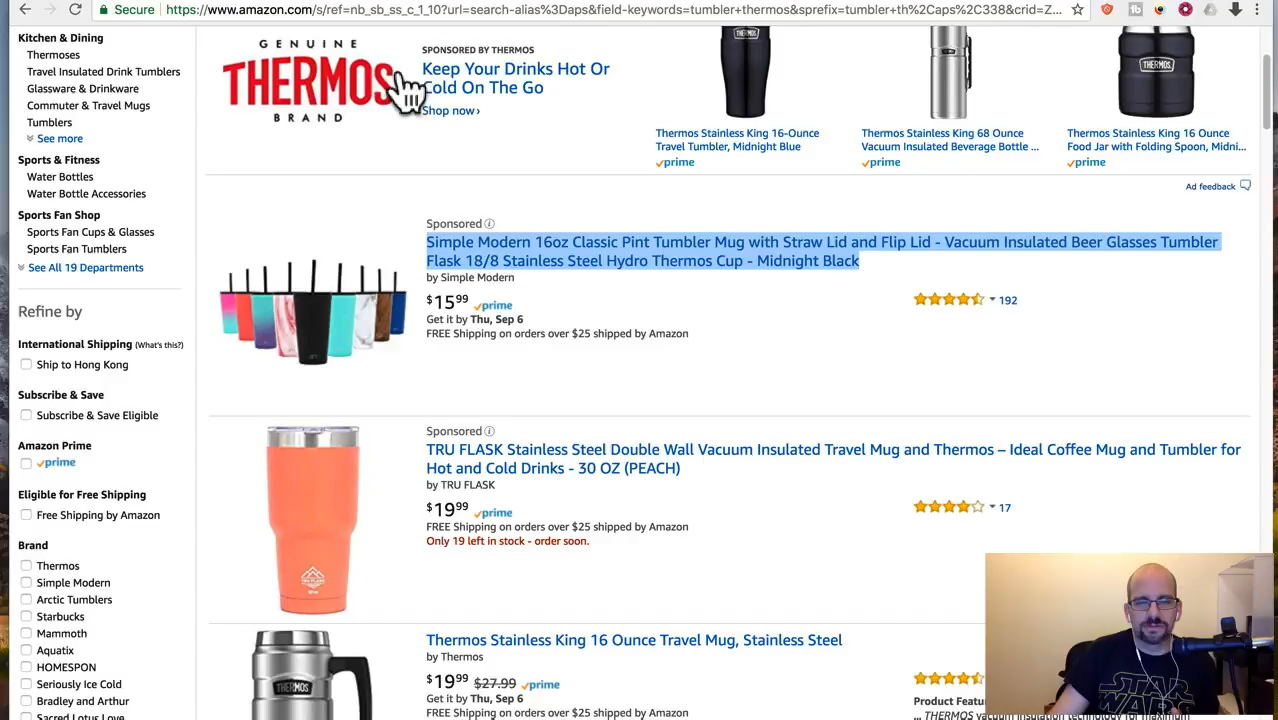 Secure
https://www.amazon.com/s/ref=nb_sb_ss_c_1_10?url=search-alias%3Daps&field-keywords=tumbler+thermos&sprefix=tumbler+th%2Caps%2C338&crid=Z...
Kitchen & Dining
Thermoses
Travel Insulated Drink Tumblers
Glassware & Drinkware
Commuter & Travel Mugs
Tumblers
See more
Sports & Fitness
Water Bottles
Water Bottle Accessories
Sports Fan Shop
Sports Fan Cups & Glasses
Sports Fan Tumblers
See All 19 Departments
Refine by
International Shipping (What's this?)
Ship to Hong Kong
Subscribe & Save
Subscribe & Save Eligible
Amazon Prime
prime
Eligible for Free Shipping
Free Shipping by Amazon
Brand
Thermos
Simple Modern
Arctic Tumblers
Starbucks
Mammoth
Aquatix
HOMESPON
Seriously Ice Cold
Bradley and Arthur
Sacred Lotus Love
GENUINE
THERMOS
BRAND
SPONSORED BY THERMOS
Keep Your Drinks Hot Or
Cold On The Go
Shop now ›
THERMOS
Thermos Stainless King 16-Ounce
Travel Tumbler, Midnight Blue
prime
Thermos Stainless King 68 Ounce
Vacuum Insulated Beverage Bottle ...
prime
THERMOS
Thermos Stainless King 16 Ounce
Food Jar with Folding Spoon, Midni...
prime
Ad feedback
Sponsored
Simple Modern 16oz Classic Pint Tumbler Mug with Straw Lid and Flip Lid - Vacuum Insulated Beer Glasses Tumbler
Flask 18/8 Stainless Steel Hydro Thermos Cup - Midnight Black
by Simple Modern
$15 99 prime
192
Get it by Thu, Sep 6
FREE Shipping on orders over $25 shipped by Amazon
Sponsored
TRU FLASK Stainless Steel Double Wall Vacuum Insulated Travel Mug and Thermos – Ideal Coffee Mug and Tumbler for
Hot and Cold Drinks - 30 OZ (PEACH)
by TRU FLASK
$19 99 prime
17
FREE Shipping on orders over $25 shipped by Amazon
Only 19 left in stock - order soon.
TRU FLASK
Thermos Stainless King 16 Ounce Travel Mug, Stainless Steel
by Thermos
$19 99 $27.99 prime
Get it by Thu, Sep 6
FREE Shipping on orders over $25 shipped by Amazon
THERMOS
Product Featu
... THERMOS vacuum insulation technology for maximum
STAR
WARS